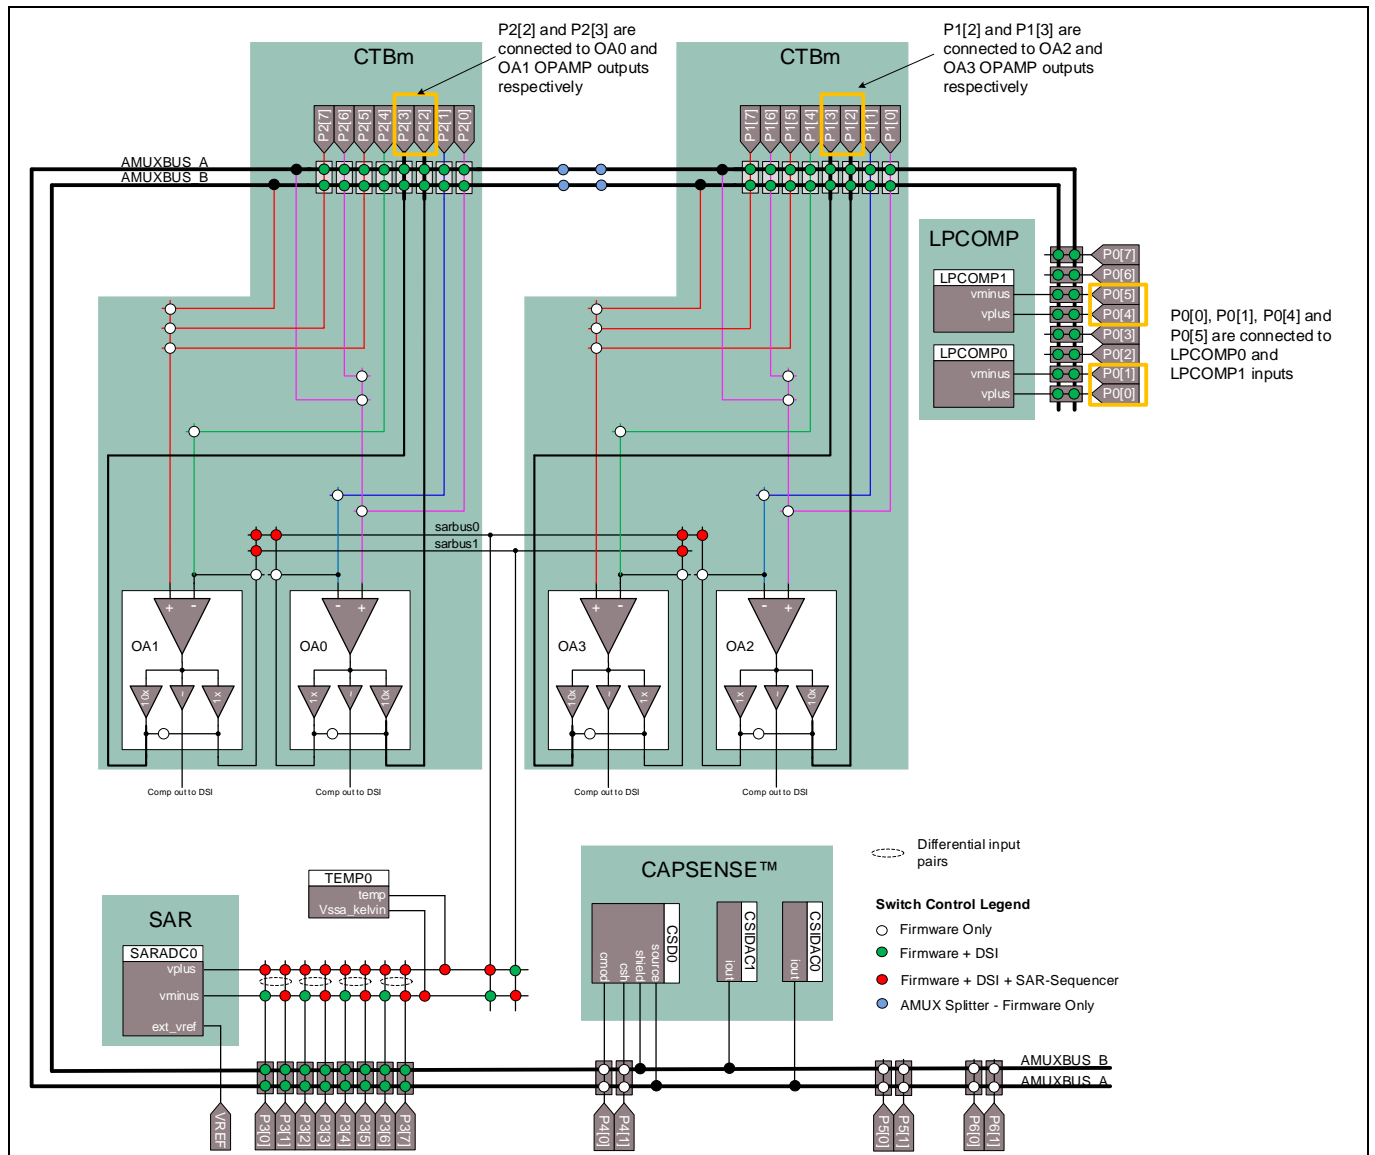 P2[2] and P2[3] are
connected to OA0 and
OA1 OPAMP outputs
respectively
P1[2] and P1[3] are
connected to OA2 and
OA3 OPAMP outputs
respectively
CTBm
CTBm
P2[7]
P2[6]
P2[5]
P2[4]
P2[3]
P2[2]
P2[1]
P2[0]
P1[7]
P1[6]
P1[5]
P1[4]
P1[3]
P1[2]
P1[1]
P1[0]
AMUXBUS_A
AMUXBUS_B
LPCOMP
LPCOMP1
vminus
vplus
LPCOMP0
vminus
vplus
P0[7]
P0[6]
P0[5]
P0[4]
P0[3]
P0[2]
P0[1]
P0[0]
P0[0], P0[1], P0[4] and
P0[5] are connected to
LPCOMP0 and
LPCOMP1 inputs
sarbus0
sarbus1
+ -
OA1
10x
~
1x
- +
OA0
1x
~
10x
+ -
OA3
10x
~
1x
- +
OA2
1x
~
10x
Comp out to DSI
Comp out to DSI
Comp out to DSI
Comp out to DSI
SAR
SARADC0
vplus
vminus
ext_vref
TEMP0
temp
Vssa_kelvin
CAPSENSE™
CSD0
cmod
csh
shield
source
CSIDAC1
iout
CSIDAC0
iout
Differential input
pairs
Switch Control Legend
Firmware Only
Firmware + DSI
Firmware + DSI + SAR-Sequencer
AMUX Splitter - Firmware Only
AMUXBUS_B
AMUXBUS_A
VREF
P3[0]
P3[1]
P3[2]
P3[3]
P3[4]
P3[5]
P3[6]
P3[7]
P4[0]
P4[1]
P5[0]
P5[1]
P6[0]
P6[1]